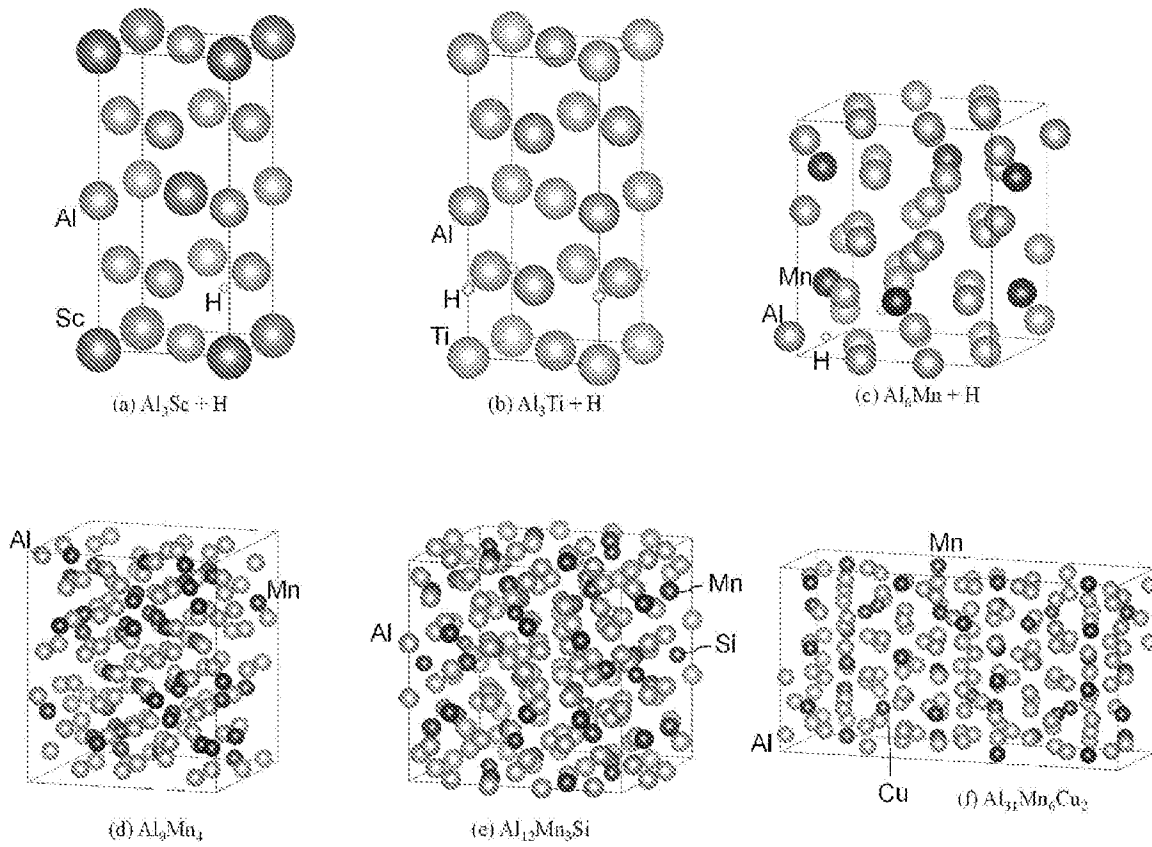 Al
H
Sc
(a) Al₃Sc + H
Al
H
Ti
(b) Al₃Ti + H
Mn
Al
H
(c) Al₆Mn + H
Al
Mn
(d) Al₉Mn₄
Mn
Al
Si
(e) Al₁₂Mn₃Si
Mn
Al
Cu
(f) Al₃₁Mn₆Cu₂